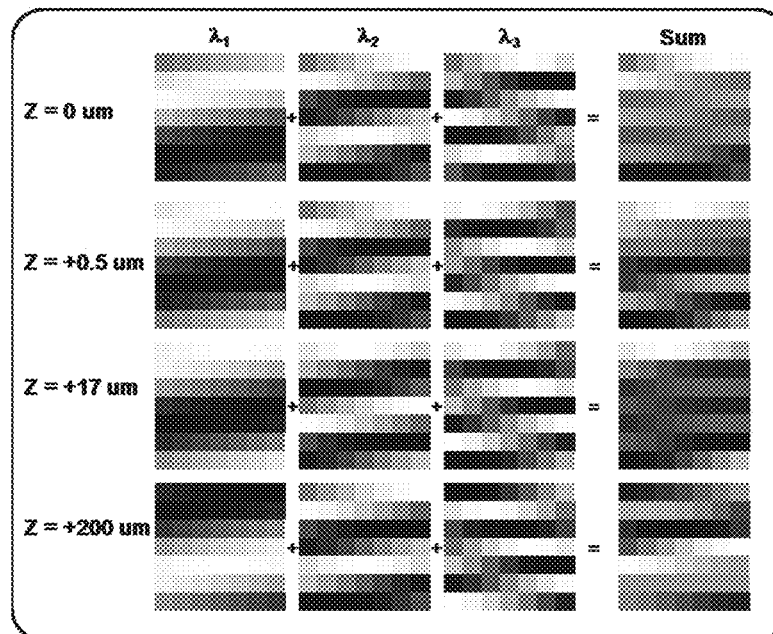 λ₁ λ₂ λ₃ Sum
Z = 0 um + + =
Z = +0.5 um + + =
Z = +17 um + + =
Z = +200 um + + =